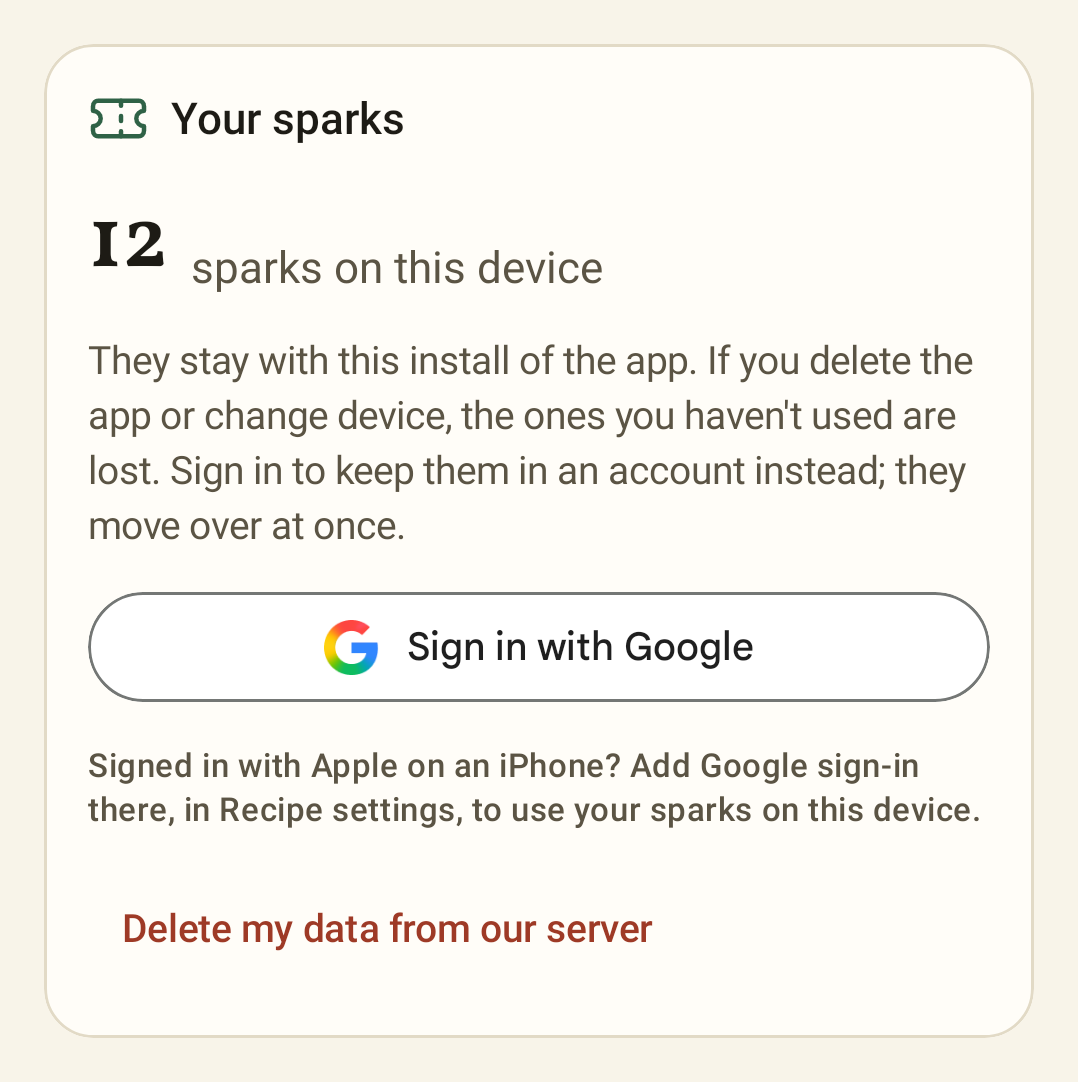 Your sparks
12 sparks on this device
They stay with this install of the app. If you delete the
app or change device, the ones you haven't used are
lost. Sign in to keep them in an account instead; they
move over at once.
Sign in with Google
Signed in with Apple on an iPhone? Add Google sign-in
there, in Recipe settings, to use your sparks on this device.
Delete my data from our server